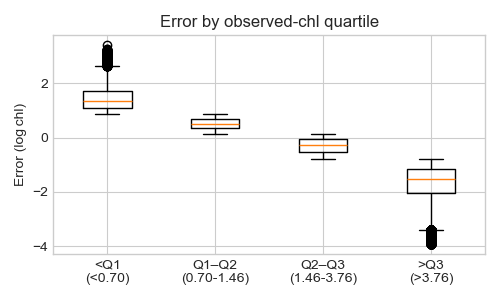 Error by observed-chl quartile
Error (log chl)
2
0
−2
−4
<Q1
(<0.70)
Q1–Q2
(0.70-1.46)
Q2–Q3
(1.46-3.76)
>Q3
(>3.76)